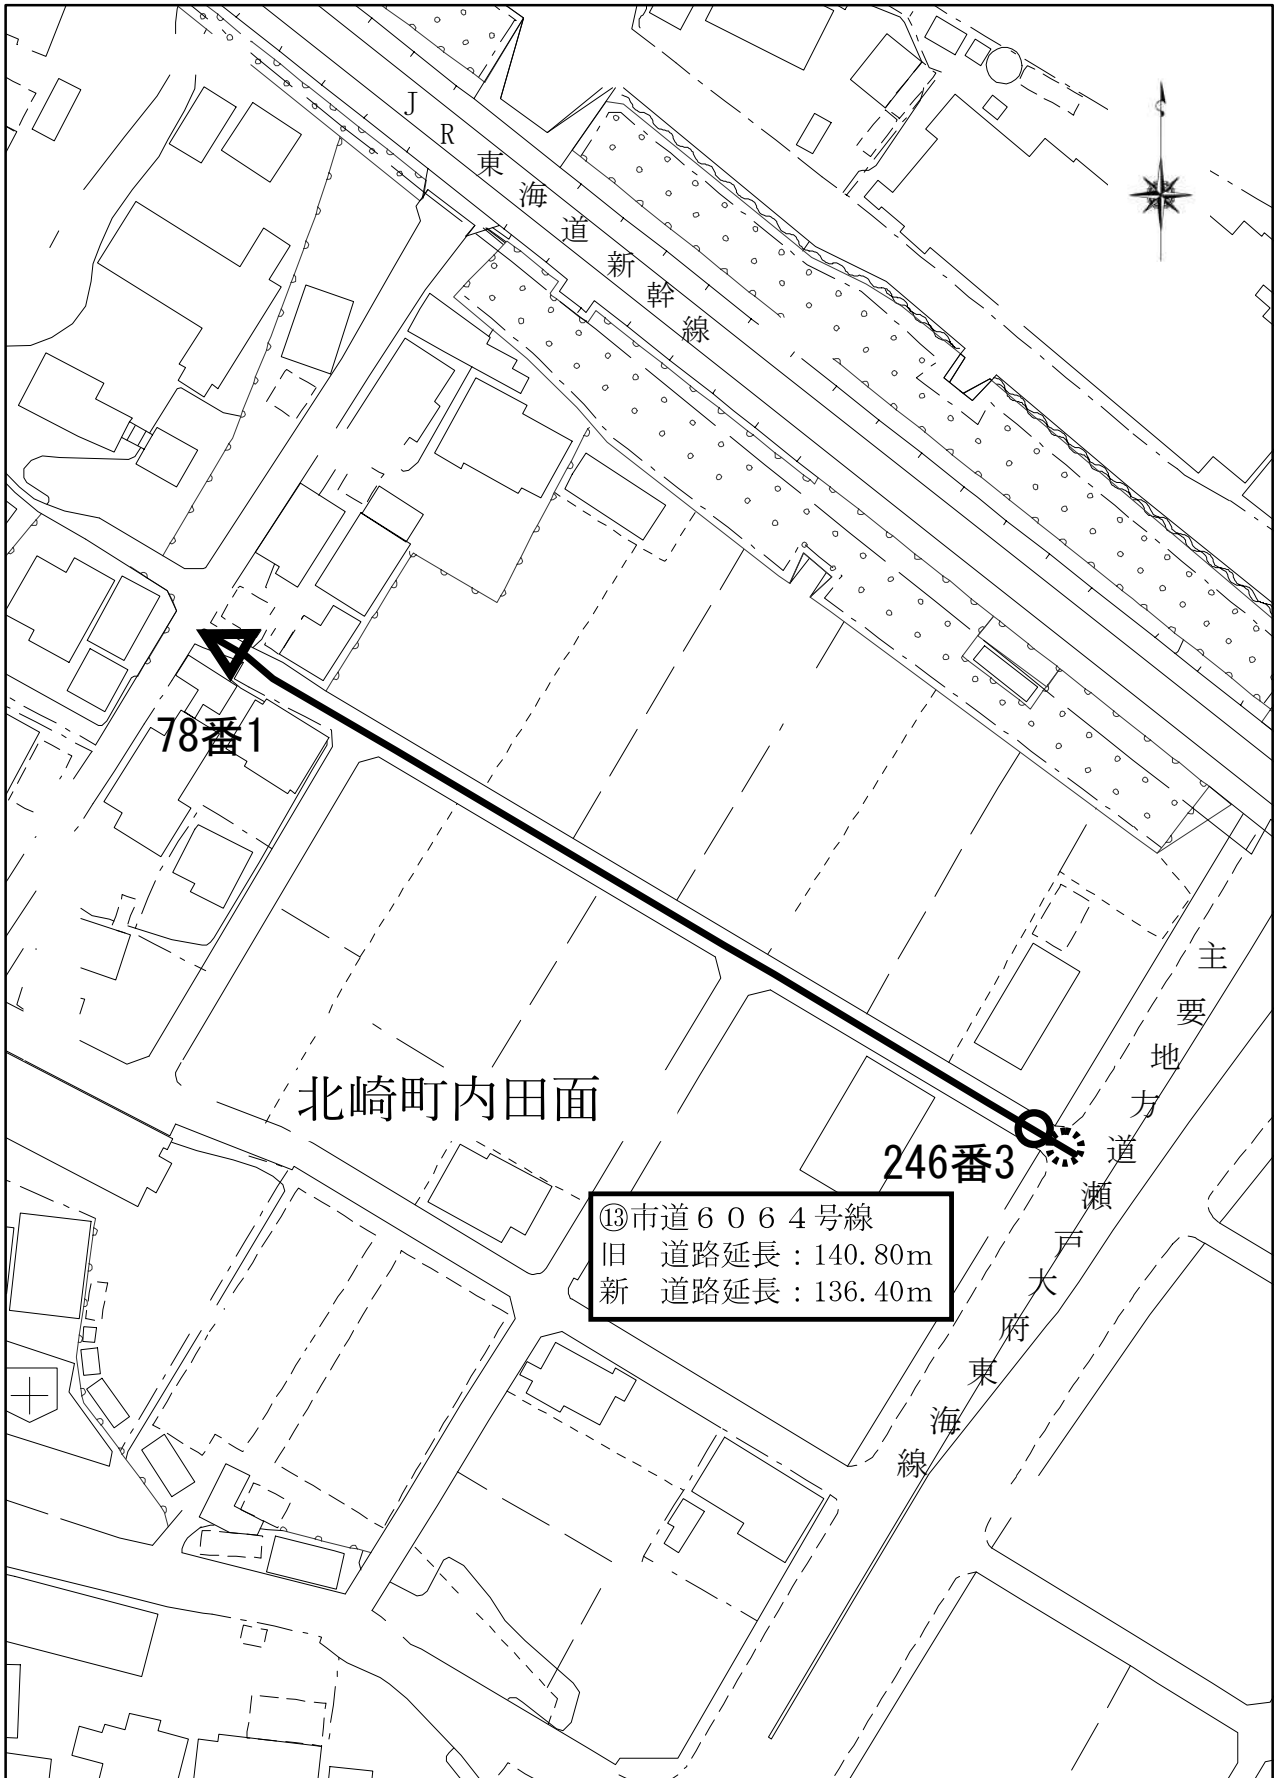 JR東海道新幹線
78番1
主要地方道瀬戸大府東海線
北崎町内田面
246番3
⑬市道6064号線
旧　道路延長：140.80m
新　道路延長：136.40m